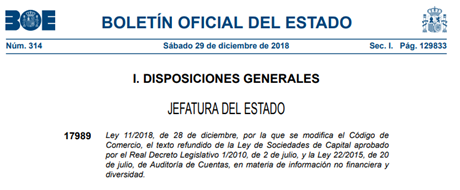 BOE
BOLETÍN OFICIAL DEL ESTADO
Núm. 314
Sábado 29 de diciembre de 2018
Sec. I. Pág. 129833
I. DISPOSICIONES GENERALES
JEFATURA DEL ESTADO
17989
Ley 11/2018, de 28 de diciembre, por la que se modifica el Código de
Comercio, el texto refundido de la Ley de Sociedades de Capital aprobado
por el Real Decreto Legislativo 1/2010, de 2 de julio, y la Ley 22/2015, de 20
de julio, de Auditoría de Cuentas, en materia de información no financiera y
diversidad.